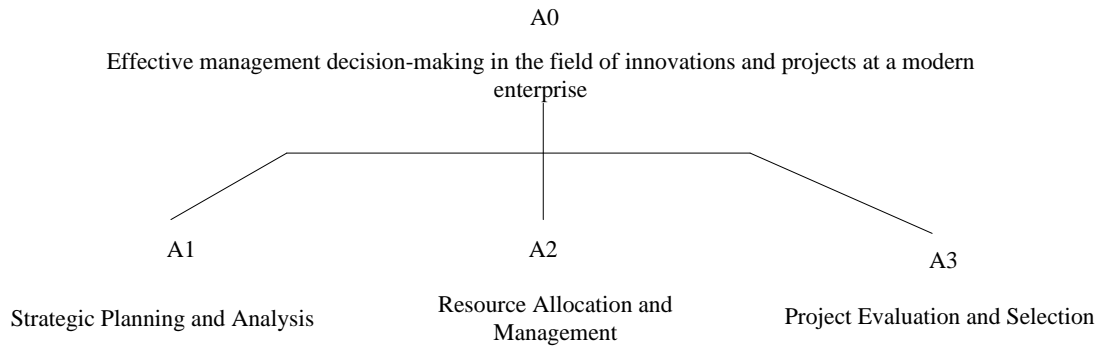 A0
Effective management decision-making in the field of innovations and projects at a modern
enterprise
A1
A2
A3
Strategic Planning and Analysis
Resource Allocation and
Management
Project Evaluation and Selection